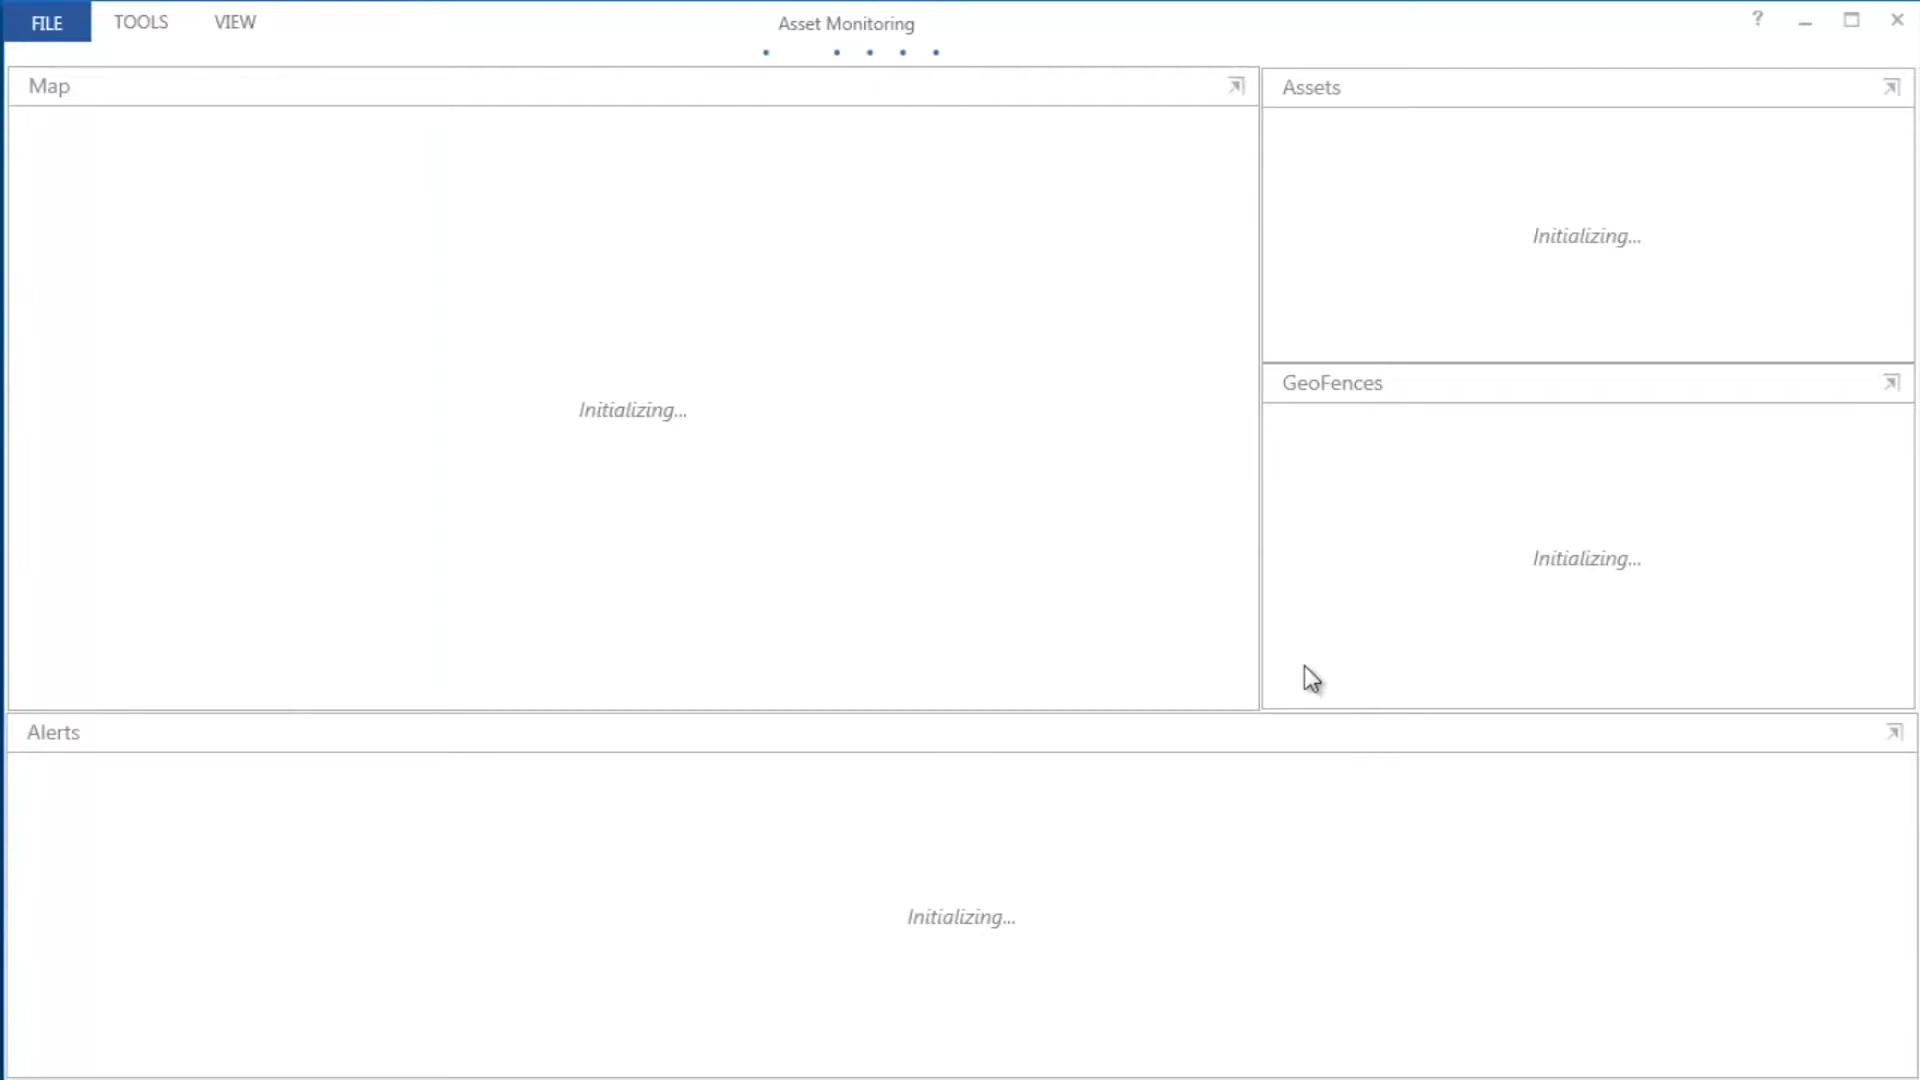 FILE TOOLS VIEW Asset Monitoring ?
Map
Assets
Initializing...
Initializing...
GeoFences
Initializing...
Alerts
Initializing...